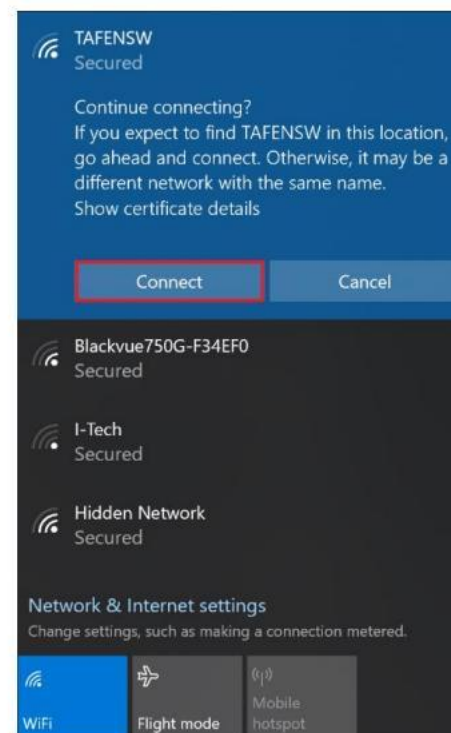 TAFENSW
Secured
Continue connecting?
If you expect to find TAFENSW in this location,
go ahead and connect. Otherwise, it may be a
different network with the same name.
Show certificate details
Connect
Cancel
Blackvue750G-F34EF0
Secured
I-Tech
Secured
Hidden Network
Secured
Network & Internet settings
Change settings, such as making a connection metered.
WiFi
Flight mode
Mobile
hotspot